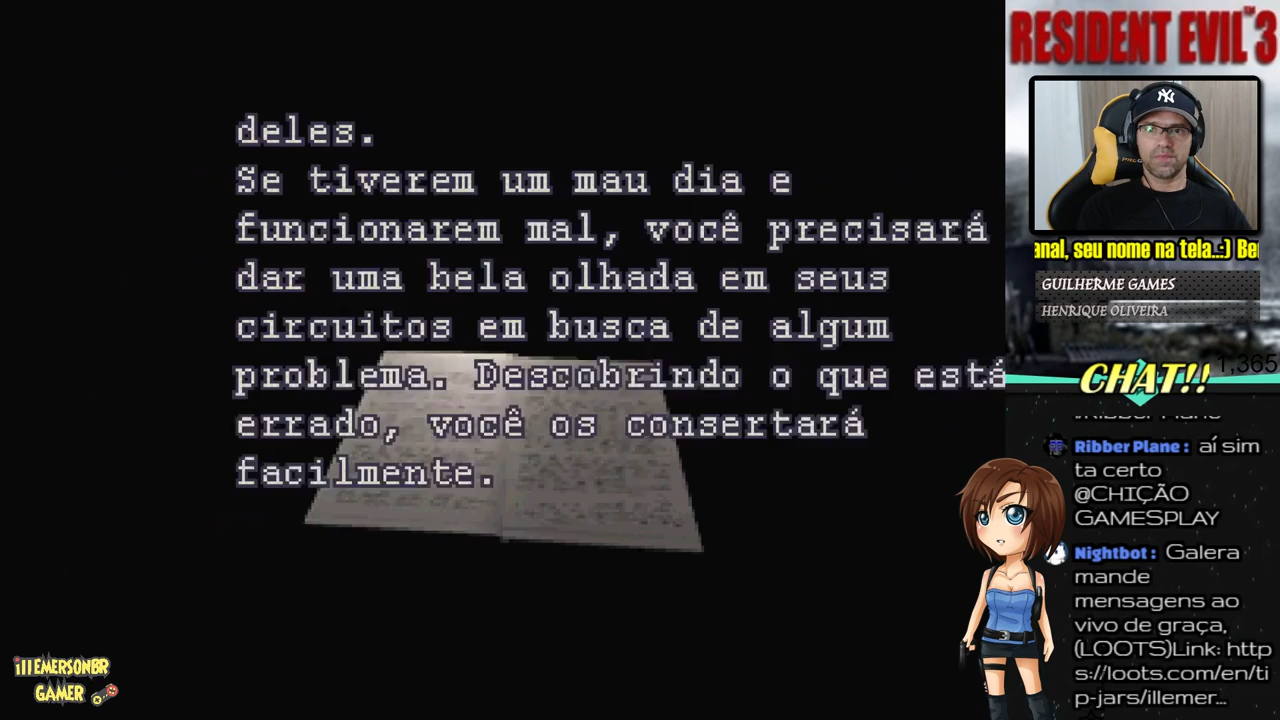 deles.
Se tiverem um mau dia e
funcionarem mal, você precisará
dar uma bela olhada em seus
circuitos em busca de algum
problema. Descobrindo o que está
errado, você os consertará
facilmente.
RESIDENT EVIL 3
anal, seu nome na tela..:) Be
GUILHERME GAMES
HENRIQUE OLIVEIRA
1,365
CHAT!!
Ribber Plane : aí sim
ta certo
@CHIÇÃO
GAMESPLAY
Nightbot : Galera
mande
mensagens ao
vivo de graça,
(LOOTS)Link: http
s://loots.com/en/ti
p-jars/illemer...
illEMERSONBR
GAMER